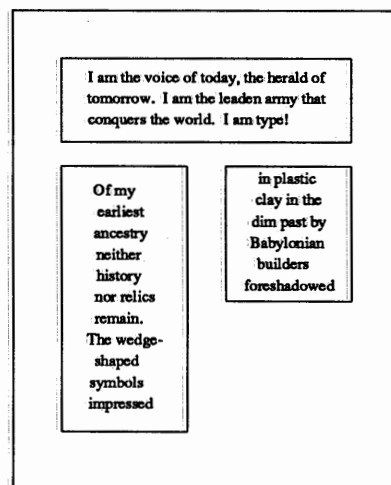 I am the voice of today, the herald of
tomorrow. I am the leaden army that
conquers the world. I am type!
Of my
earliest
ancestry
neither
history
nor relics
remain.
The wedge-
shaped
symbols
impressed
in plastic
clay in the
dim past by
Babylonian
builders
foreshadowed